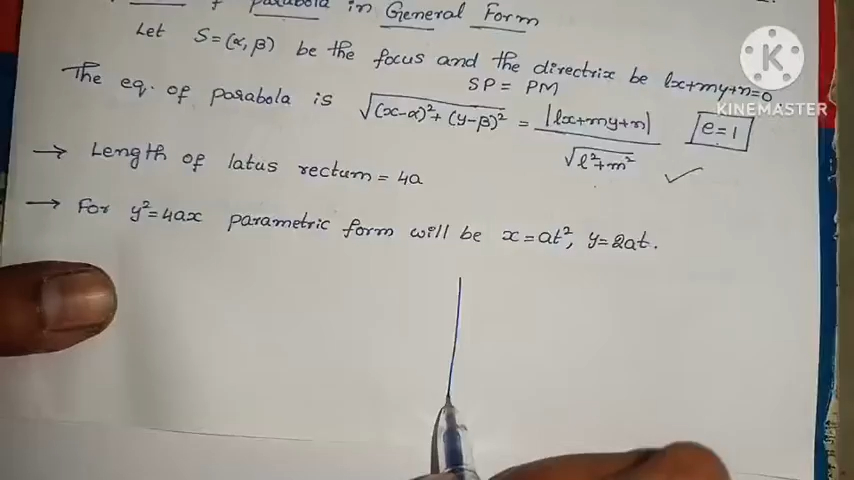 parabola in General Form
Let S=(α,β) be the focus and the directrix be lx+my+n=0
SP = PM
The eq. of parabola is √(x-α)²+(y-β)² = |lx+my+n| / √l²+m² e=1
→ Length of latus rectum = 4a
→ For y²=4ax parametric form will be x=at², y=2at.
KINEMASTER